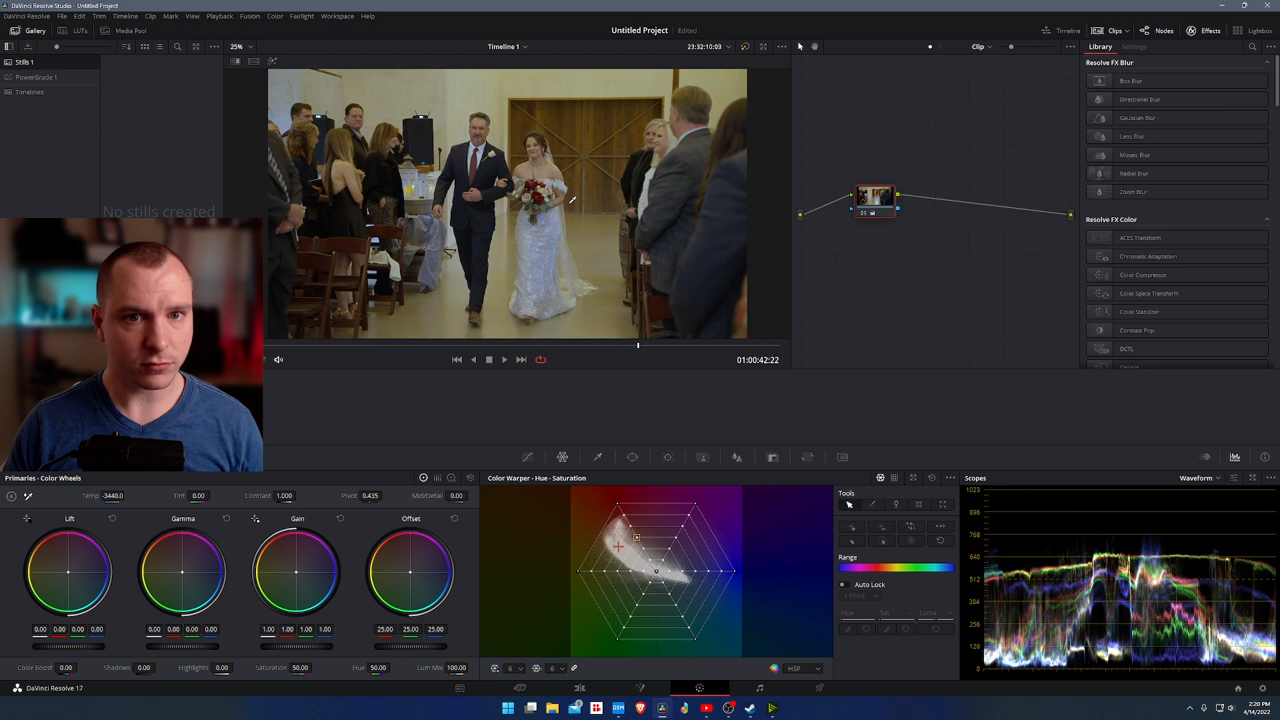 DaVinci Resolve Studio - Untitled Project
DaVinci Resolve File Edit Trim Timeline Clip Mark View Playback Fusion Color Fairlight Workspace Help
Gallery LUTs Media Pool Untitled Project Edited Timeline Clips Nodes Effects Lightbox
25% Timeline 1 23:32:10:03 Clip Library Settings
Stills 1
PowerGrade 1
Timelines
No stills created
01
Resolve FX Blur
Box Blur
Directional Blur
Gaussian Blur
Lens Blur
Mosaic Blur
Radial Blur
Zoom Blur
Resolve FX Color
ACES Transform
Chromatic Adaptation
Color Compressor
Color Space Transform
Color Stabilizer
Contrast Pop
DCTL
01:00:42:22
Primaries - Color Wheels
Temp -3440.0 Tint 0.00 Contrast 1.000 Pivot 0.435 Mid/Detail 0.00
Lift Gamma Gain Offset
0.00 0.00 0.00 0.00 0.00 0.00 0.00 0.00 1.00 1.00 1.00 1.00 25.00 25.00 25.00
Color Boost 0.00 Shadows 0.00 Highlights 0.00 Saturation 50.00 Hue 50.00 Lum Mix 100.00
Color Warper - Hue - Saturation
Tools
Range
Auto Lock
1 Point
Hue Sat Luma
6 6 HSP
Scopes Waveform
1023
896
768
640
512
384
256
128
0
DaVinci Resolve 17
2:20 PM
4/14/2022